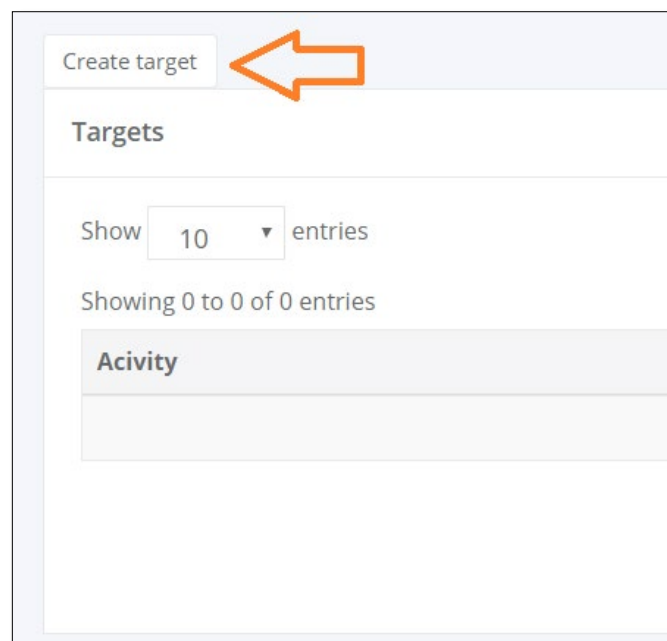 Create target
Targets
Show 10 entries
Showing 0 to 0 of 0 entries
Acivity